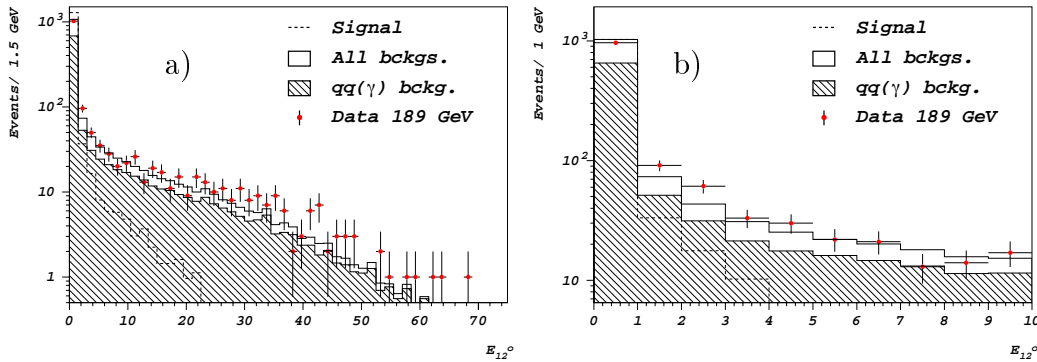 Events/ 1.5 GeV
10³
10²
10
1
a)
Signal
All bckgs.
qq(γ) bckg.
Data 189 GeV
0 10 20 30 40 50 60 70
E₁₂°
Events/ 1 GeV
10³
10²
10
b)
Signal
All bckgs.
qq(γ) bckg.
Data 189 GeV
0 1 2 3 4 5 6 7 8 9 10
E₁₂°